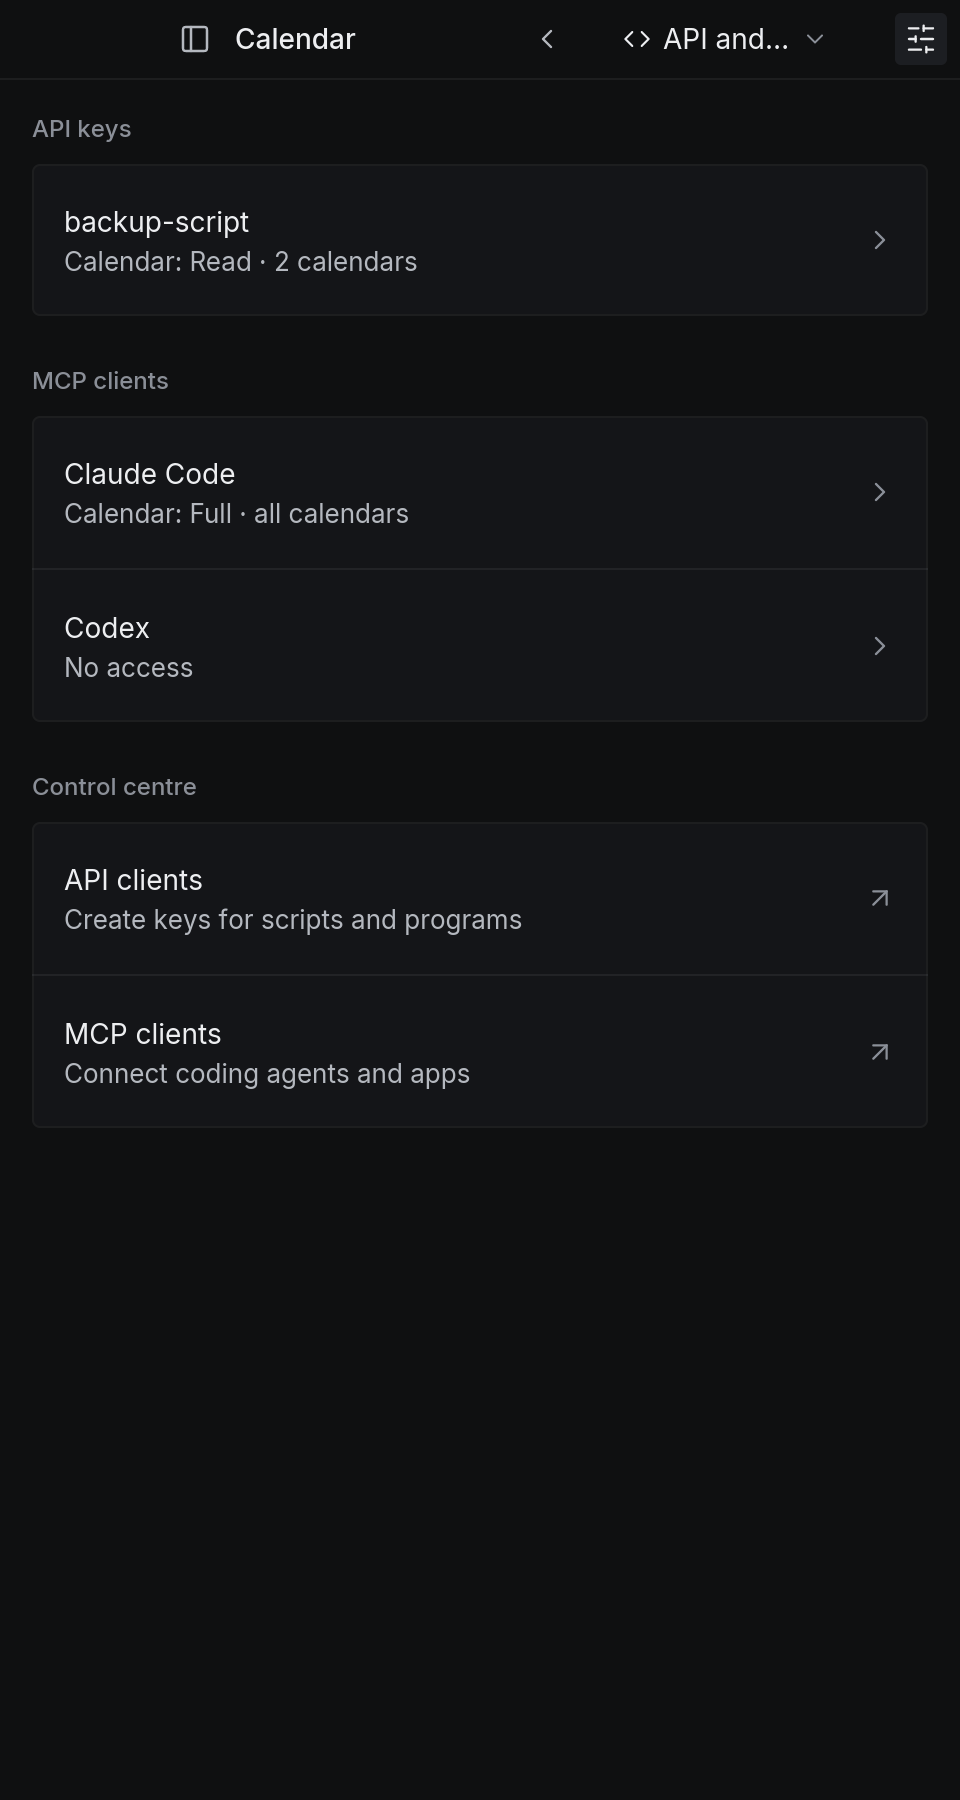 Calendar
API and...
API keys
backup-script
Calendar: Read · 2 calendars
MCP clients
Claude Code
Calendar: Full · all calendars
Codex
No access
Control centre
API clients
Create keys for scripts and programs
MCP clients
Connect coding agents and apps